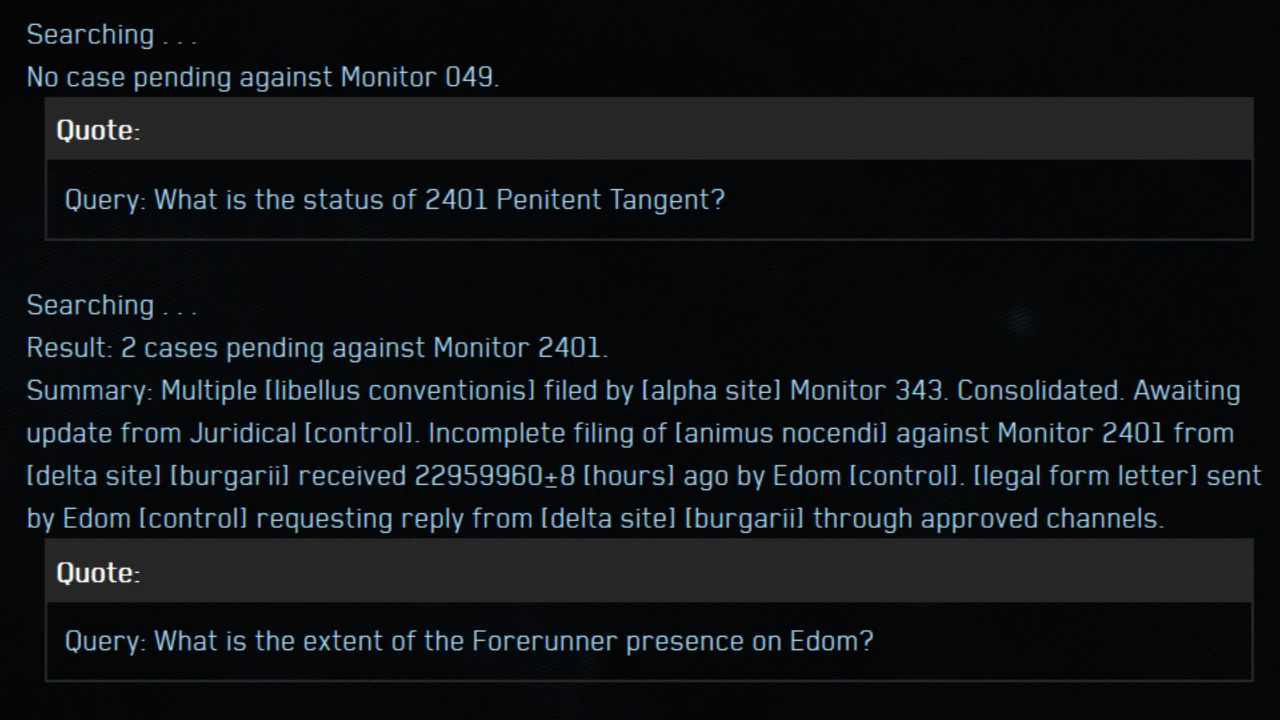 Searching . . .
No case pending against Monitor 049.
Quote:
Query: What is the status of 2401 Penitent Tangent?
Searching . . .
Result: 2 cases pending against Monitor 2401.
Summary: Multiple [libellus conventionis] filed by [alpha site] Monitor 343. Consolidated. Awaiting
update from Juridical [control]. Incomplete filing of [animus nocendi] against Monitor 2401 from
[delta site] [burgarii] received 22959960±8 [hours] ago by Edom [control]. [legal form letter] sent
by Edom [control] requesting reply from [delta site] [burgarii] through approved channels.
Quote:
Query: What is the extent of the Forerunner presence on Edom?